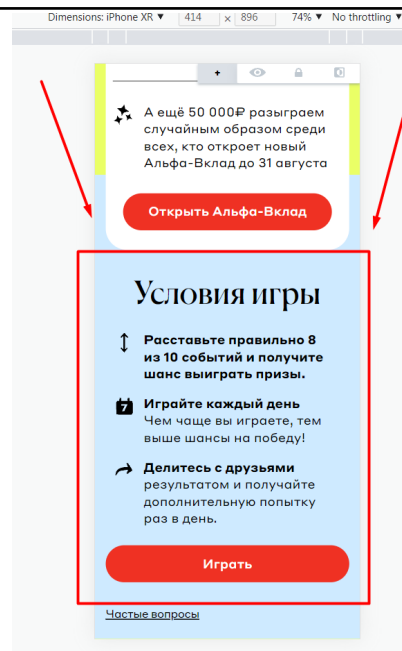 Dimensions: iPhone XR ▼ 414 × 896 74% ▼ No throttling ▼
+
А ещё 50 000₽ разыграем
случайным образом среди
всех, кто откроет новый
Альфа-Вклад до 31 августа
Открыть Альфа-Вклад
Условия игры
Расставьте правильно 8
из 10 событий и получите
шанс выиграть призы.
7
Играйте каждый день
Чем чаще вы играете, тем
выше шансы на победу!
Делитесь с друзьями
результатом и получайте
дополнительную попытку
раз в день.
Играть
Частые вопросы